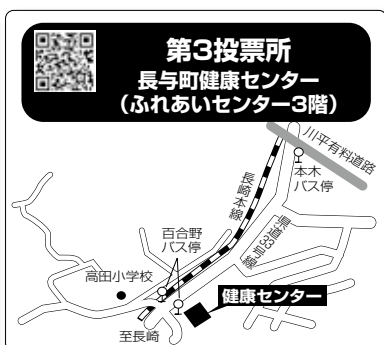 第3投票所
長与町健康センター
(ふれあいセンター3階)
川平有料道路
本木
バス停
長崎本線
県道33号線
百合野
バス停
高田小学校
健康センター
至長崎